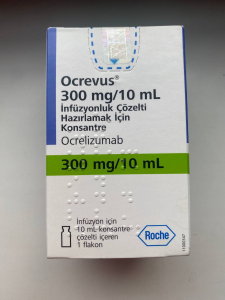 Ocrevus®
300 mg/10 mL
İnfüzyonluk Çözelti
Hazırlamak İçin
Konsantre
Ocrelizumab
300 mg/10 mL
İnfüzyon için
10 mL konsantre
çözelti içeren
1 flakon
Roche